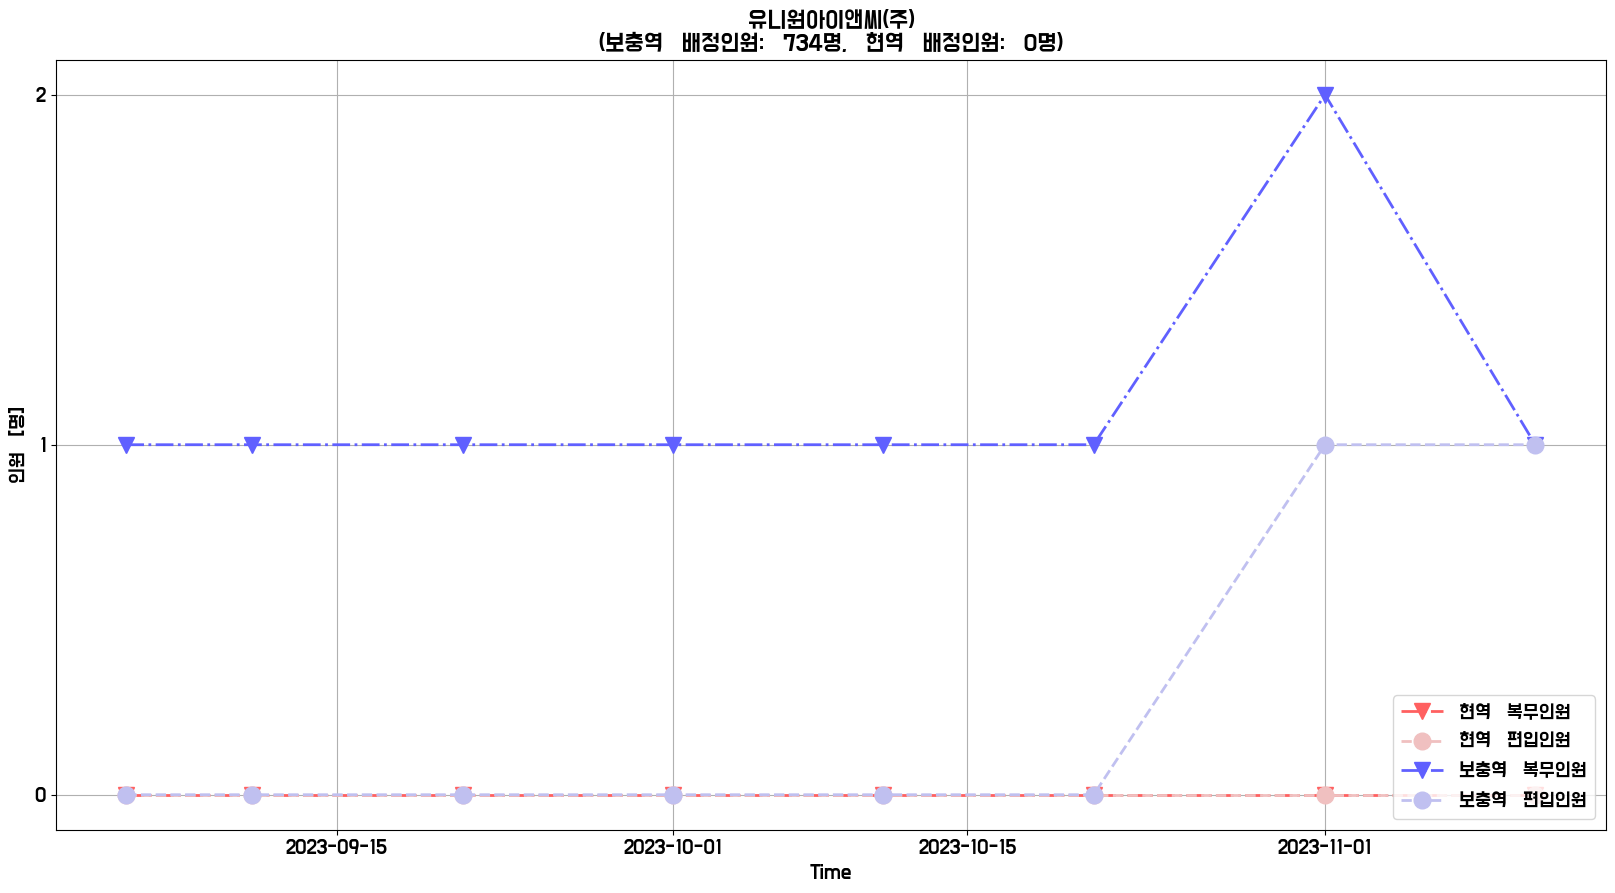 유니원아이앤씨(주)
(보충역 배정인원: 734명, 현역 배정인원: 0명)
2
1
0
인원 [명]
2023-09-15
2023-10-01
2023-10-15
2023-11-01
Time
현역 복무인원
현역 편입인원
보충역 복무인원
보충역 편입인원